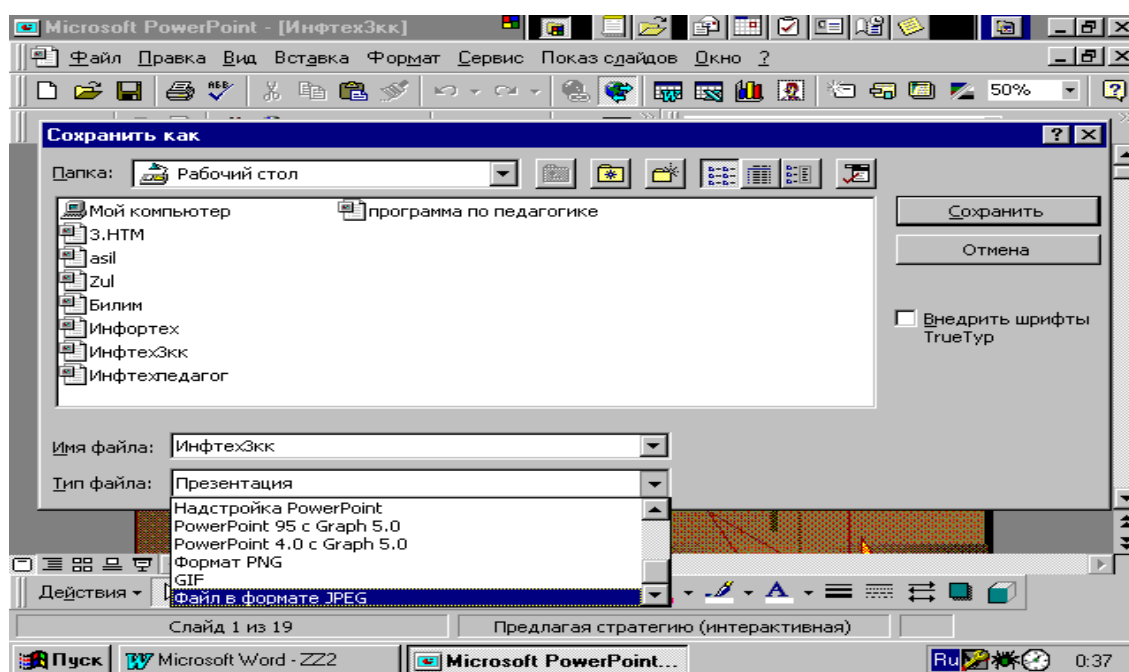 Microsoft PowerPoint - [Инфтех3кк]
Файл Правка Вид Вставка Формат Сервис Показ слайдов Окно ?
50%
Сохранить как
Папка: Рабочий стол
Мой компьютер программа по педагогике
3.HTM
asil
Zul
Билим
Инфортех
Инфтех3кк
Инфтехпедагог
Сохранить
Отмена
Внедрить шрифты
TrueTyp
Имя файла: Инфтех3кк
Тип файла: Презентация
Надстройка PowerPoint
PowerPoint 95 с Graph 5.0
PowerPoint 4.0 с Graph 5.0
Формат PNG
GIF
Файл в формате JPEG
Действия
Слайд 1 из 19 Предлагая стратегию (интерактивная)
Пуск Microsoft Word - ZZ2 Microsoft PowerPoint... Ru 0:37